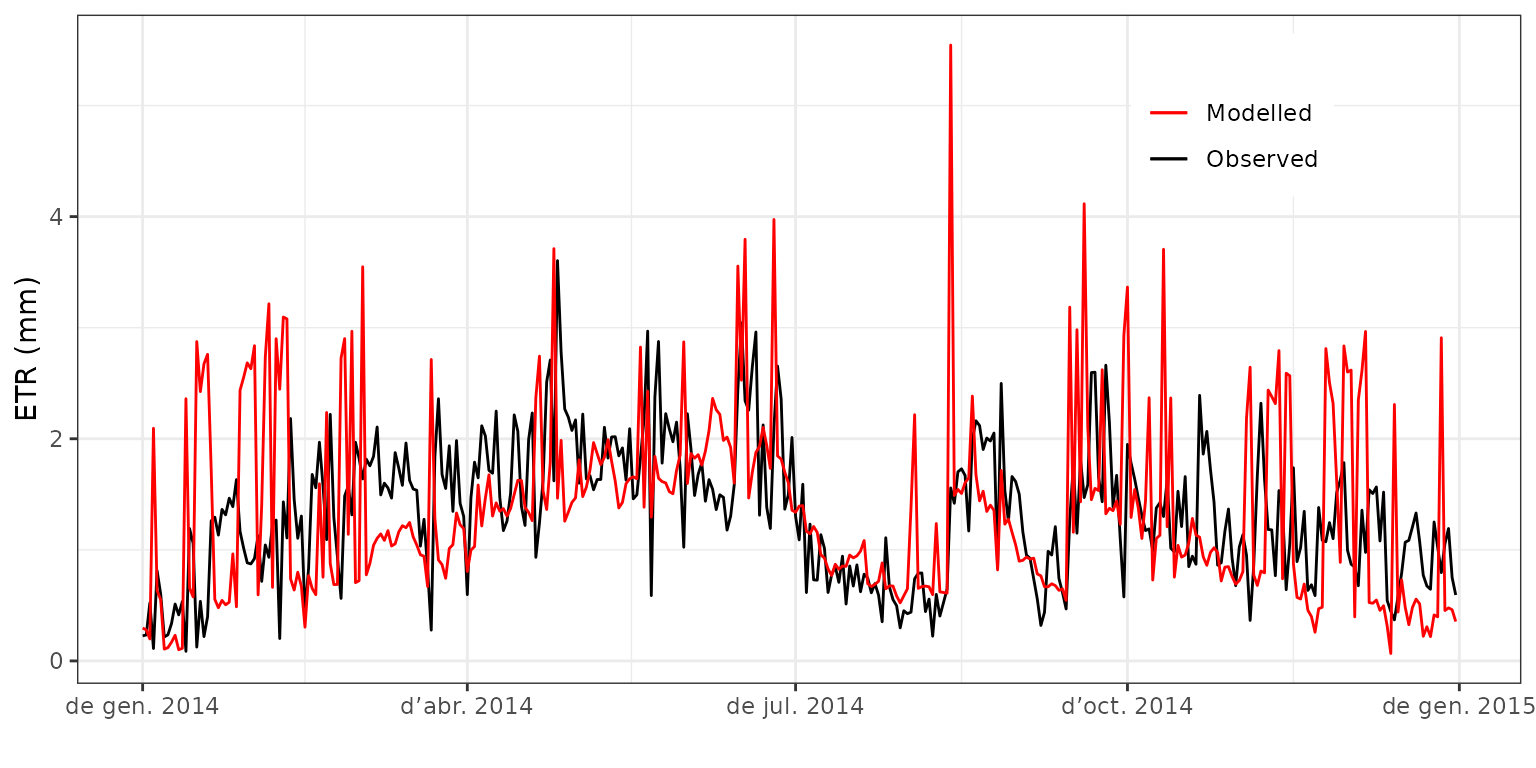 ETR (mm)
Modelled
Observed
4
2
0
de gen. 2014
d’abr. 2014
de jul. 2014
d’oct. 2014
de gen. 2015